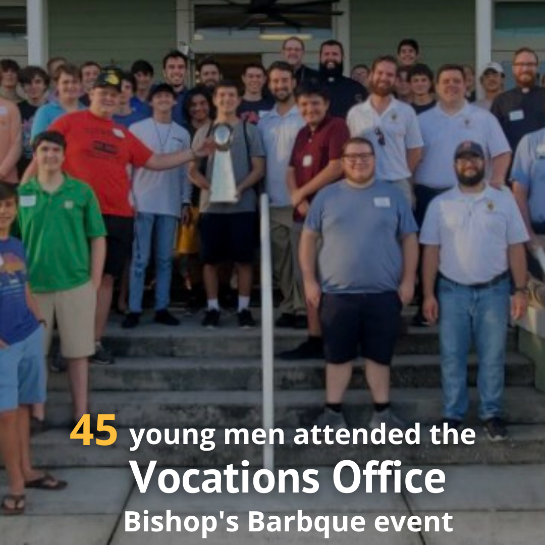 45 young men attended the
Vocations Office
Bishop's Barbque event